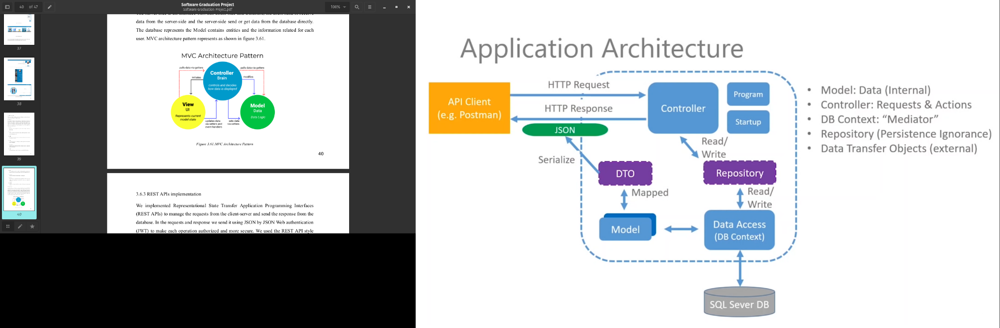 40 of 47
Software Graduation Project
Software Graduation Project.pdf
100%
37
38
39
40
data from the server-side and the server-side send or get data from the database directly.
The database represents the Model contains entities and the information related for each
user. MVC architecture pattern represents as shown in figure 3.61.
MVC Architecture Pattern
pulls data via getters
pulls data via getters
Controller
Brain
controls and decides
how data is displayed
initiates
modifies
View
UI
Represents current
model state
Model
Data
Data Logic
updates data
via setters and
event handlers
sets data
via setters
Figure 3.61.MVC Architecture Pattern
40
3.6.3 REST APIs implementation
We implemented Representational State Transfer Application Programming Interfaces
(REST APIs) to manage the requests from the client-server and send the response from the
database. In the requests and response we send it using JSON by JSON Web authentication
(JWT) to make each operation authorized and more secure. We used the REST API style
Application Architecture
API Client
(e.g. Postman)
HTTP Request
HTTP Response
JSON
Serialize
Controller
Program
Startup
Read/
Write
DTO
Repository
Mapped
Read/
Write
Model
Data Access
(DB Context)
SQL Sever DB
• Model: Data (Internal)
• Controller: Requests & Actions
• DB Context: “Mediator”
• Repository (Persistence Ignorance)
• Data Transfer Objects (external)